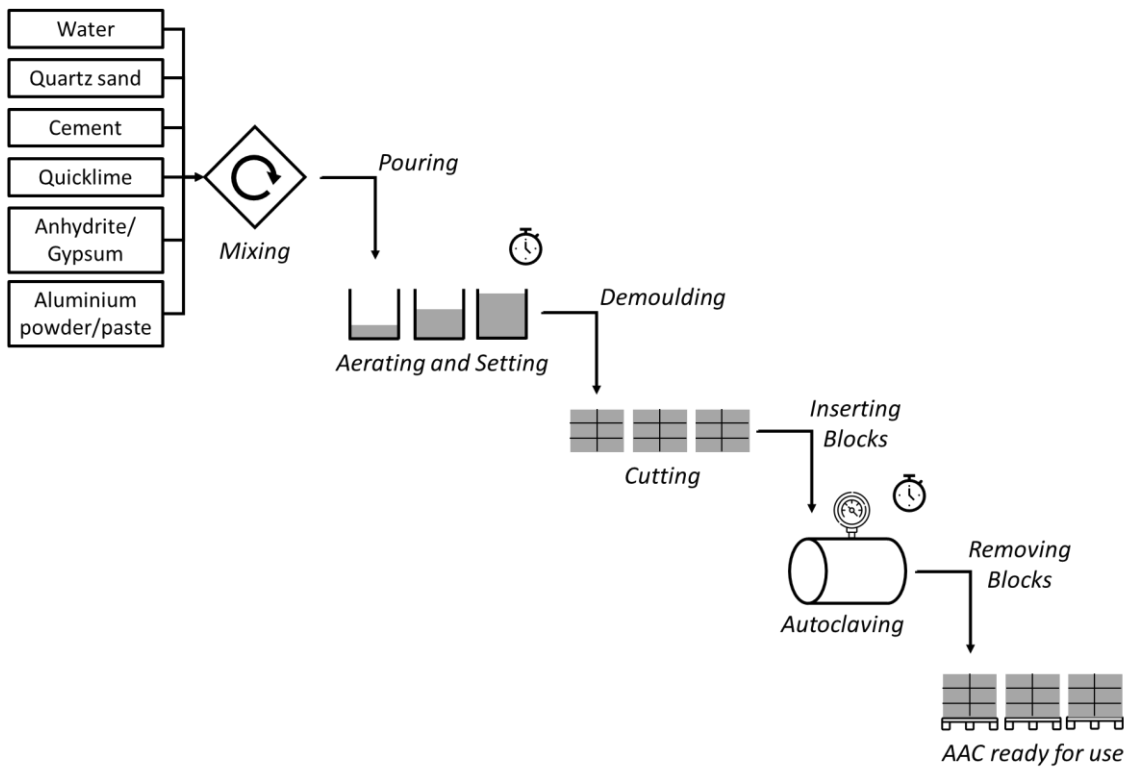 Water
Quartz sand
Cement
Quicklime
Anhydrite/
Gypsum
Aluminium
powder/paste
Mixing
Pouring
Aerating and Setting
Demoulding
Cutting
Inserting
Blocks
Autoclaving
Removing
Blocks
AAC ready for use